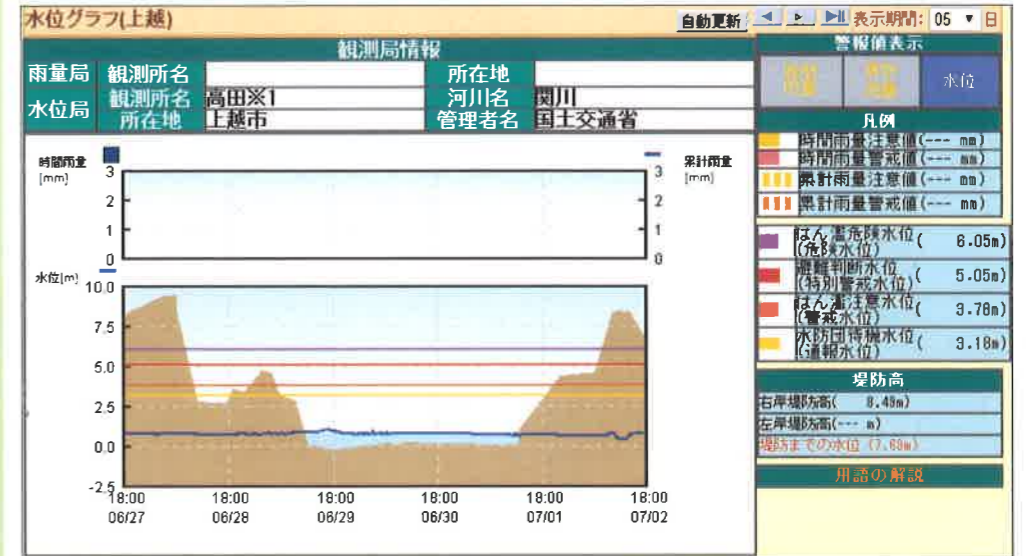 水位グラフ(上越)
自動更新
表示期間: 05 ▼ 日
観測局情報
雨量局 観測所名 所在地
水位局 観測所名 高田※1 河川名 関川
所在地 上越市 管理者名 国土交通省
警報値表示
水位
凡例
時間雨量注意値(--- mm)
時間雨量警戒値(--- mm)
累計雨量注意値(--- mm)
累計雨量警戒値(--- mm)
はん濫危険水位
(危険水位) ( 6.05m)
避難判断水位
(特別警戒水位) ( 5.05m)
はん濫注意水位
(警戒水位) ( 3.78m)
水防団待機水位
(通報水位) ( 3.18m)
堤防高
右岸堤防高( 8.49m)
左岸堤防高(--- m)
堤防までの水位
用語の解説
時間雨量
[mm]
累計雨量
[mm]
3 3
2 2
1 1
0 0
水位[m]
10.0
7.5
5.0
2.5
0.0
-2.5
18:00 18:00 18:00 18:00 18:00 18:00
06/27 06/28 06/29 06/30 07/01 07/02